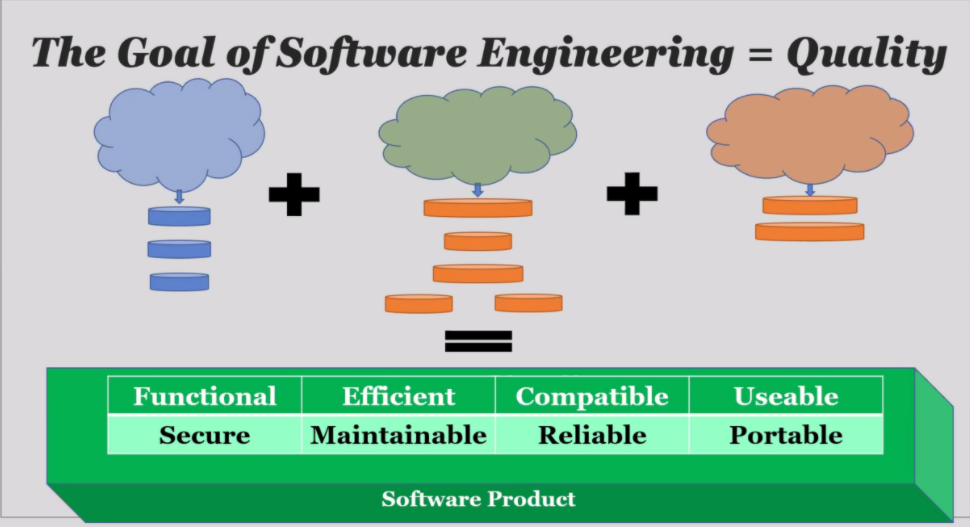 The Goal of Software Engineering = Quality
Functional Efficient Compatible Useable
Secure Maintainable Reliable Portable
Software Product